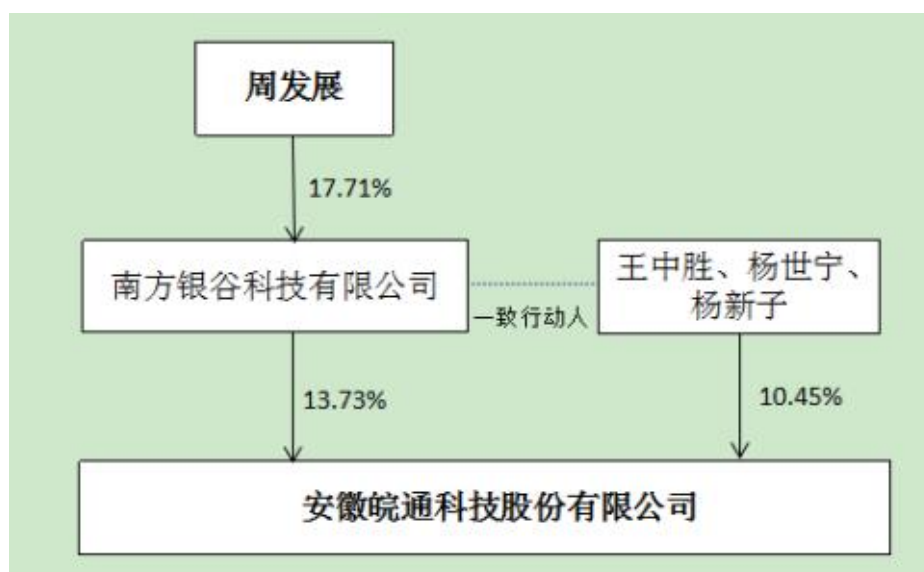 周发展
17.71%
南方银谷科技有限公司
王中胜、杨世宁、
杨新子
一致行动人
13.73%
10.45%
安徽皖通科技股份有限公司